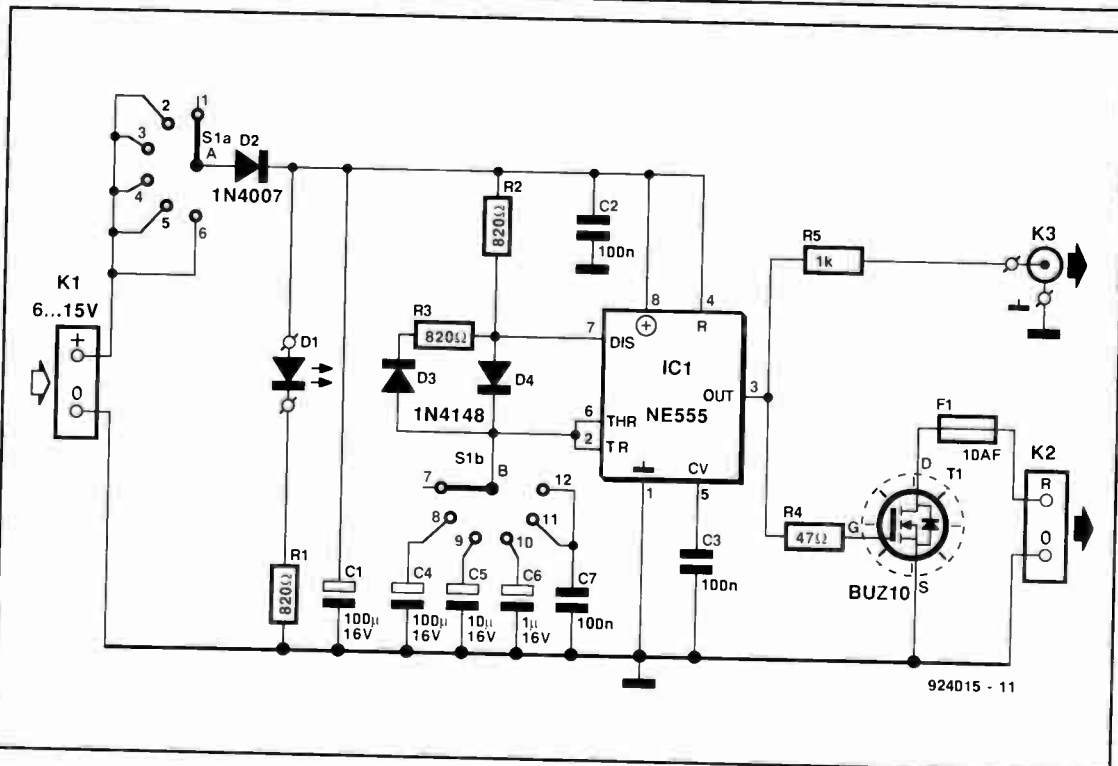 1
2
3
4
5
6
S1a
A
D2
1N4007
K1
6...15V
+
0
D1
R1
820Ω
C1
100µ
16V
R2
820Ω
R3
820Ω
D3
D4
1N4148
S1b
B
7
8
9
10
11
12
C4
100µ
16V
C5
10µ
16V
C6
1µ
16V
C7
100n
C2
100n
8
4
+
R
7
DIS
IC1
OUT
3
6
THR
2
TR
NE555
CV
1
5
C3
100n
R5
1k
K3
R4
47Ω
F1
10AF
D
T1
G
S
BUZ10
K2
R
0
924015 - 11